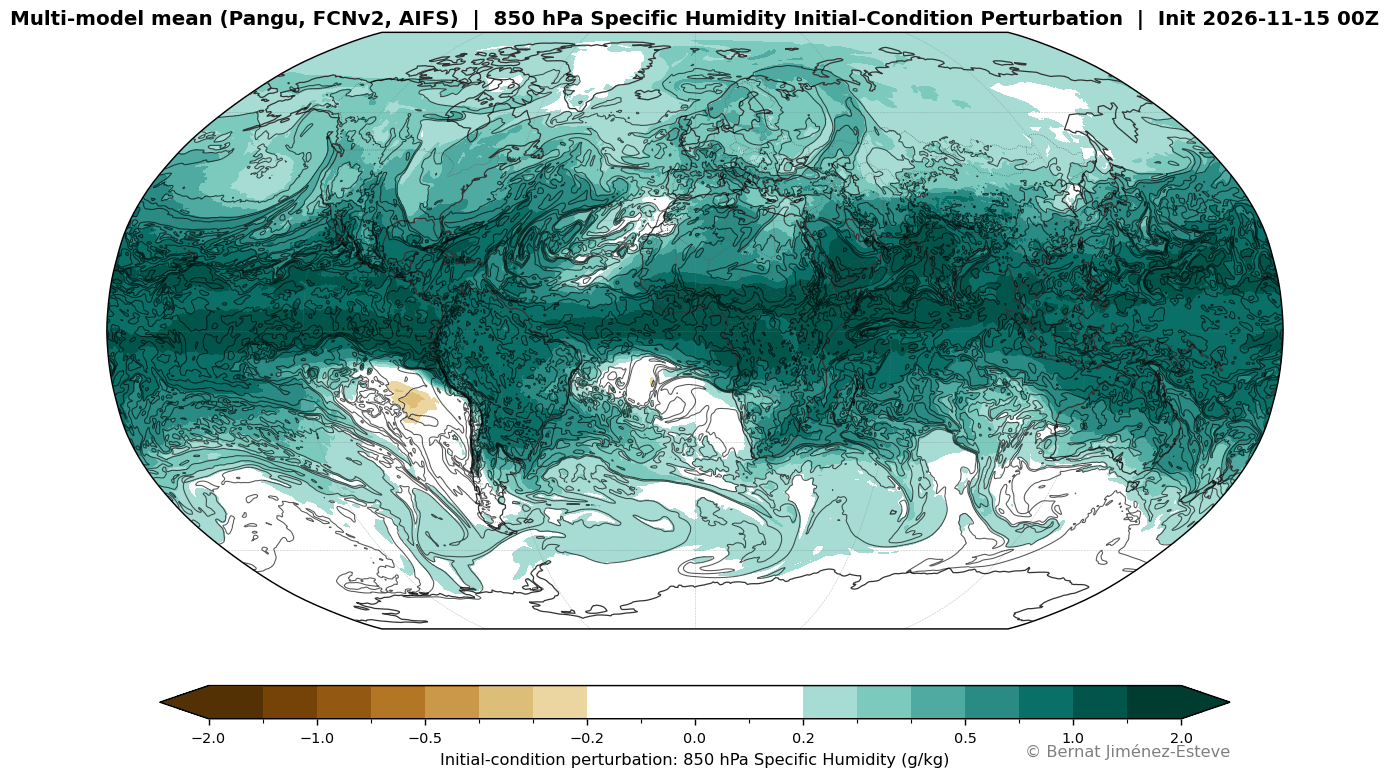 Multi-model mean (Pangu, FCNv2, AIFS) | 850 hPa Specific Humidity Initial-Condition Perturbation | Init 2026-11-15 00Z
−2.0 −1.0 −0.5 −0.2 0.0 0.2 0.5 1.0 2.0
Initial-condition perturbation: 850 hPa Specific Humidity (g/kg)
© Bernat Jiménez-Esteve